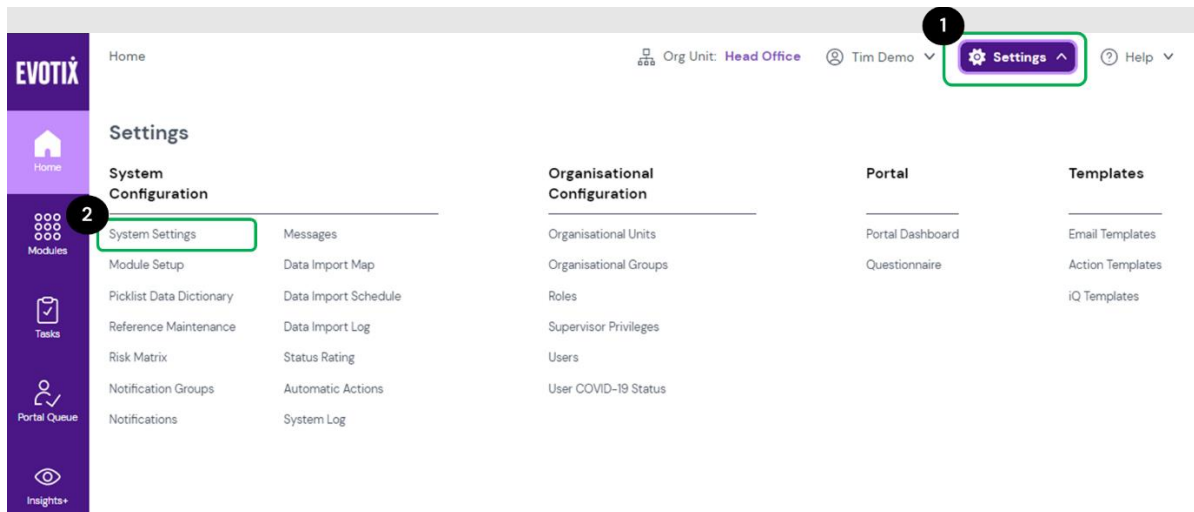 1
EVOTIX
Home
Org Unit: Head Office
Tim Demo
Settings
Help
Home
Modules
Tasks
Portal Queue
Insights+
Settings
System
Configuration
2
System Settings
Module Setup
Picklist Data Dictionary
Reference Maintenance
Risk Matrix
Notification Groups
Notifications
Messages
Data Import Map
Data Import Schedule
Data Import Log
Status Rating
Automatic Actions
System Log
Organisational
Configuration
Organisational Units
Organisational Groups
Roles
Supervisor Privileges
Users
User COVID-19 Status
Portal
Portal Dashboard
Questionnaire
Templates
Email Templates
Action Templates
iQ Templates